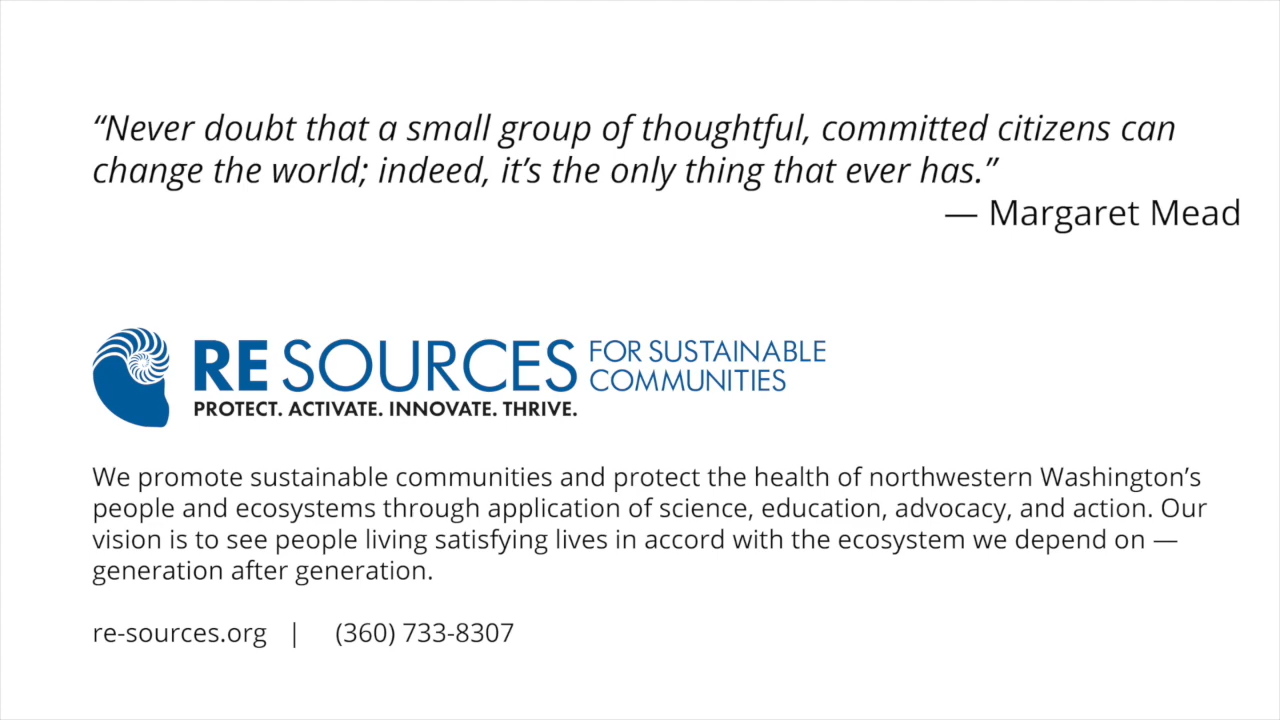 “Never doubt that a small group of thoughtful, committed citizens can
change the world; indeed, it’s the only thing that ever has.”
— Margaret Mead
RE SOURCES FOR SUSTAINABLE
COMMUNITIES
PROTECT. ACTIVATE. INNOVATE. THRIVE.
We promote sustainable communities and protect the health of northwestern Washington’s
people and ecosystems through application of science, education, advocacy, and action. Our
vision is to see people living satisfying lives in accord with the ecosystem we depend on —
generation after generation.
re-sources.org | (360) 733-8307